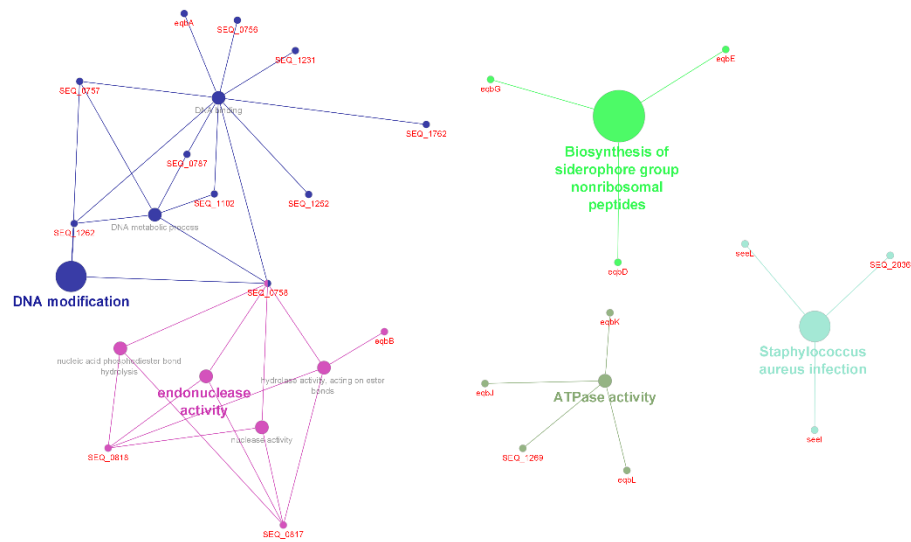 eqbA
SEQ_0756
SEQ_1231
eqbE
eqbG
SEQ_0757
DNA binding
SEQ_1762
Biosynthesis of
siderophore group
nonribosomal
peptides
SEQ_0787
SEQ_1102
SEQ_1252
DNA metabolic process
SEQ_1262
seeL
SEQ_2036
eqbD
DNA modification
SEQ_0758
eqbK
eqbB
nucleic acid phosphodiester bond
hydrolysis
endonuclease
activity
hydrolase activity, acting on ester
bonds
Staphylococcus
aureus infection
eqbJ
ATPase activity
nuclease activity
seeI
SEQ_0818
SEQ_1269
eqbL
SEQ_0817